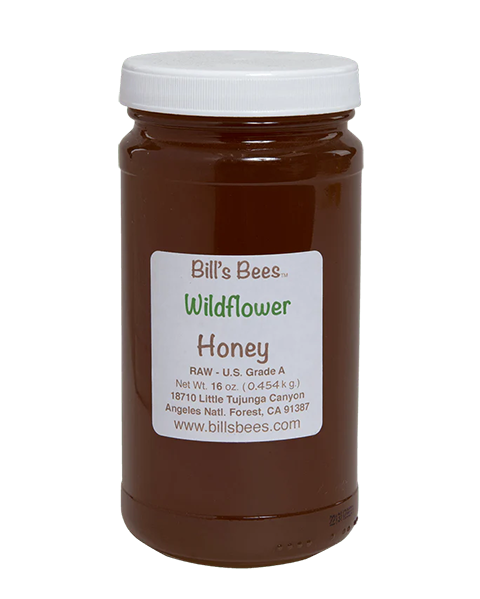 Bill's Bees™
Wildflower
Honey
RAW - U.S. Grade A
Net Wt. 16 oz. (0.454 kg.)
18710 Little Tujunga Canyon
Angeles Natl. Forest, CA 91387
www.billsbees.com